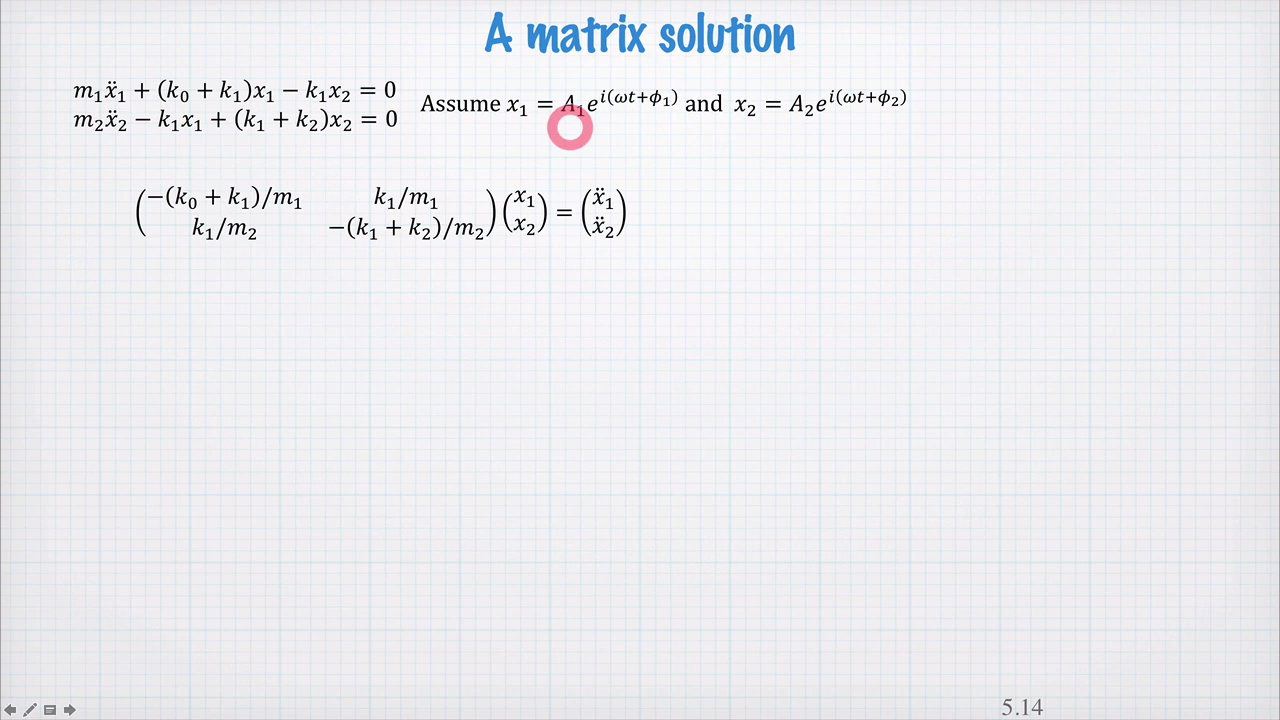 A matrix solution
m₁ẍ₁ + (k₀ + k₁)x₁ − k₁x₂ = 0
m₂ẍ₂ − k₁x₁ + (k₁ + k₂)x₂ = 0
Assume x₁ = A₁e^{i(ωt+ϕ₁)} and x₂ = A₂e^{i(ωt+ϕ₂)}
(−(k₀ + k₁)/m₁ k₁/m₁
k₁/m₂ −(k₁ + k₂)/m₂) (x₁
x₂) = (ẍ₁
ẍ₂)
5.14